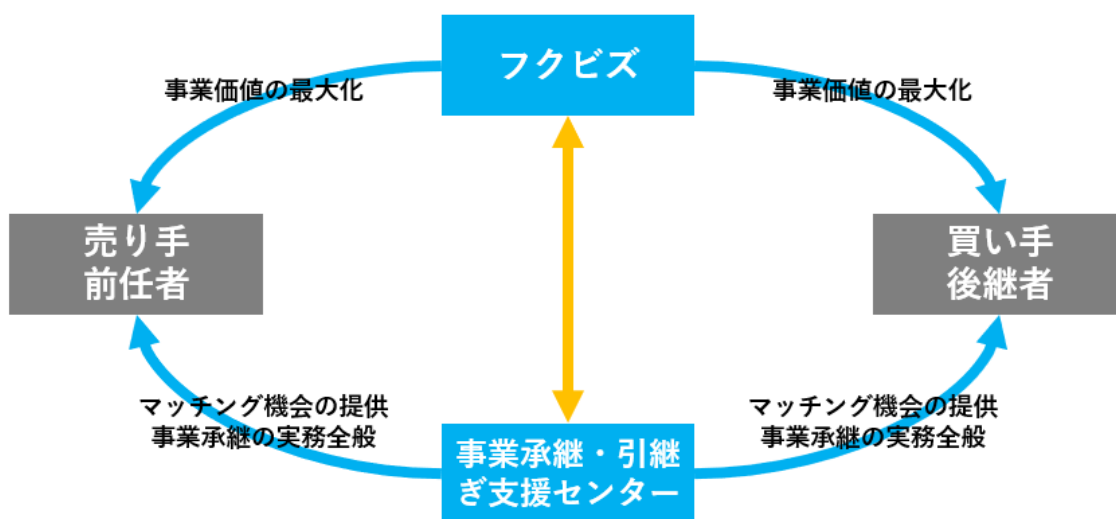 フクビズ
事業価値の最大化
事業価値の最大化
売り手
前任者
買い手
後継者
マッチング機会の提供
事業承継の実務全般
マッチング機会の提供
事業承継の実務全般
事業承継・引継
ぎ支援センター